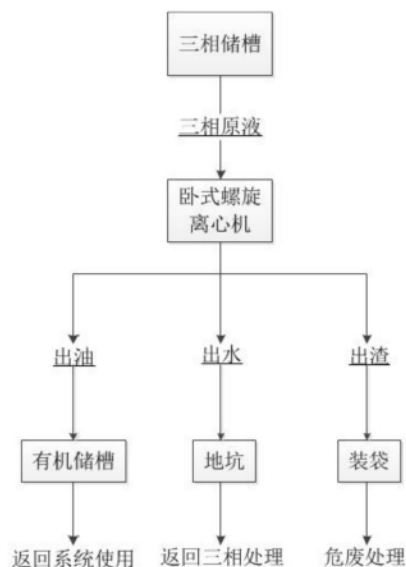 三相储槽
三相原液
卧式螺旋
离心机
出油
出水
出渣
有机储槽
地坑
装袋
返回系统使用
返回三相处理
危废处理